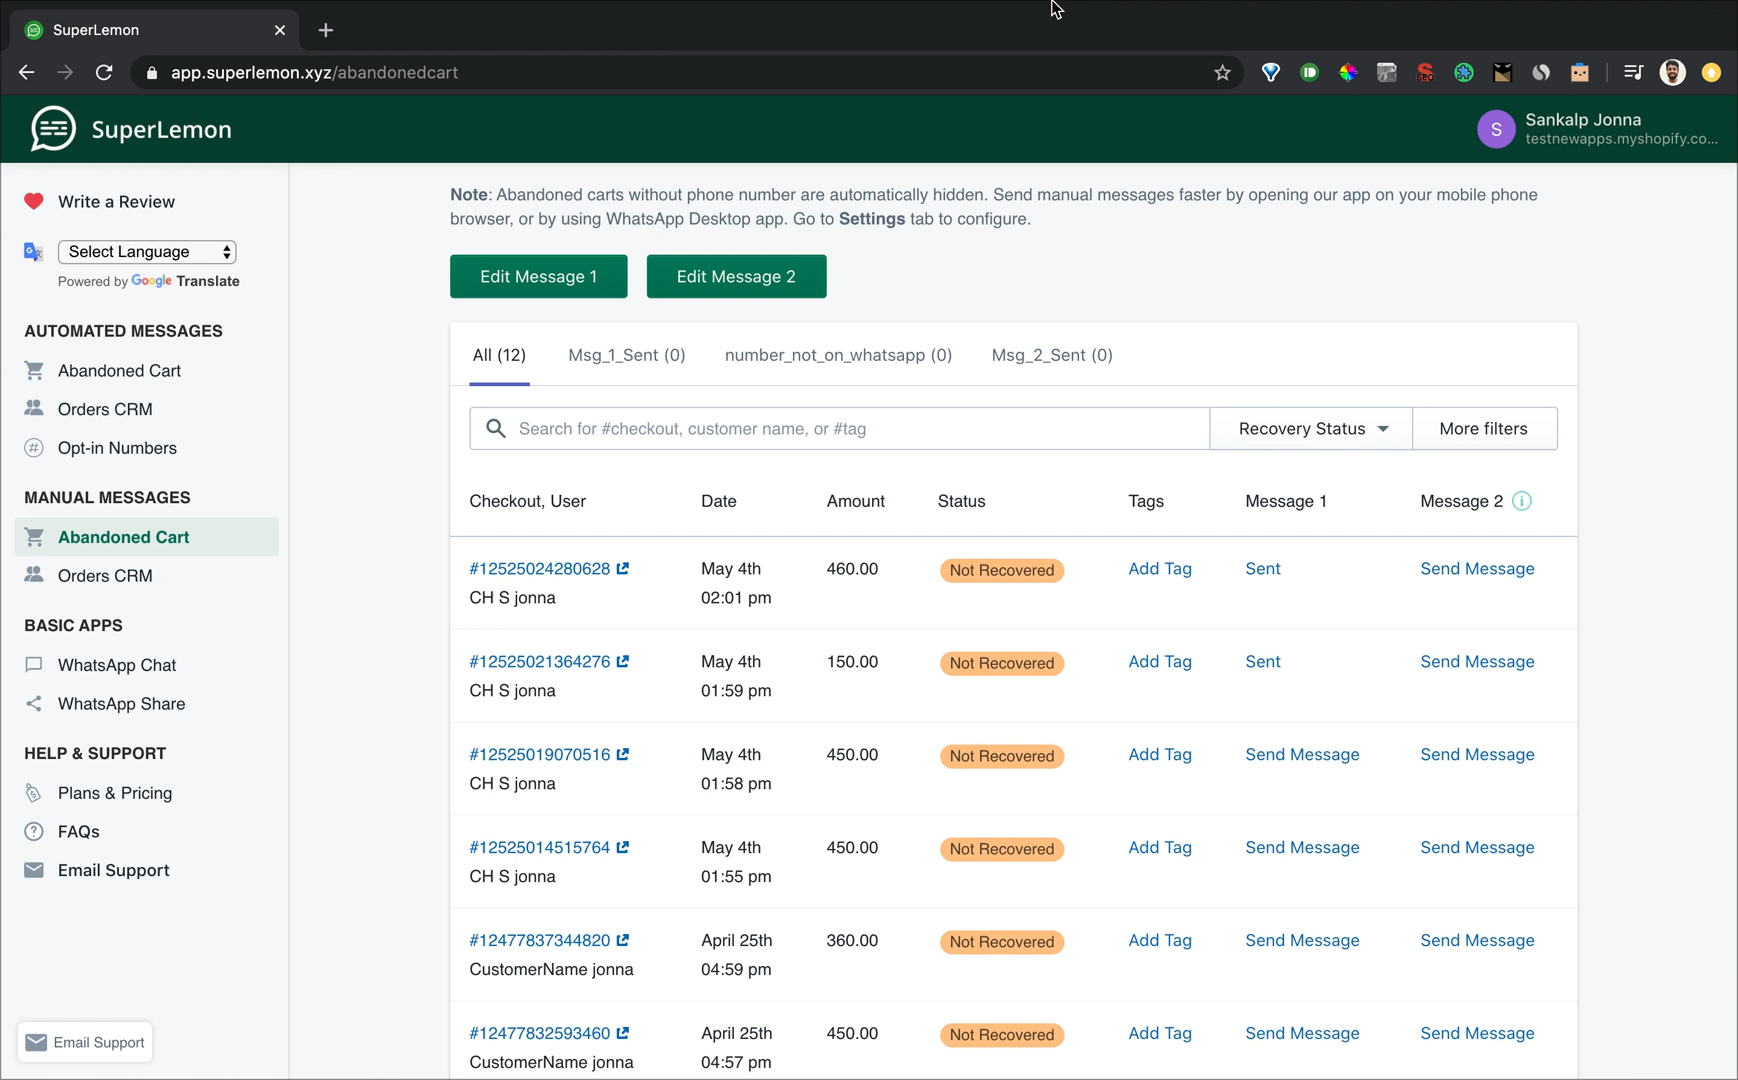 SuperLemon
app.superlemon.xyz/abandonedcart
SuperLemon
S
Sankalp Jonna
testnewapps.myshopify.co...
Write a Review
Select Language
Powered by Google Translate
AUTOMATED MESSAGES
Abandoned Cart
Orders CRM
Opt-in Numbers
MANUAL MESSAGES
Abandoned Cart
Orders CRM
BASIC APPS
WhatsApp Chat
WhatsApp Share
HELP & SUPPORT
Plans & Pricing
FAQs
Email Support
Email Support
Note: Abandoned carts without phone number are automatically hidden. Send manual messages faster by opening our app on your mobile phone
browser, or by using WhatsApp Desktop app. Go to Settings tab to configure.
Edit Message 1 Edit Message 2
All (12) Msg_1_Sent (0) number_not_on_whatsapp (0) Msg_2_Sent (0)
Search for #checkout, customer name, or #tag Recovery Status More filters
Checkout, User Date Amount Status Tags Message 1 Message 2
#12525024280628 May 4th 460.00 Not Recovered Add Tag Sent Send Message
CH S jonna 02:01 pm
#12525021364276 May 4th 150.00 Not Recovered Add Tag Sent Send Message
CH S jonna 01:59 pm
#12525019070516 May 4th 450.00 Not Recovered Add Tag Send Message Send Message
CH S jonna 01:58 pm
#12525014515764 May 4th 450.00 Not Recovered Add Tag Send Message Send Message
CH S jonna 01:55 pm
#12477837344820 April 25th 360.00 Not Recovered Add Tag Send Message Send Message
CustomerName jonna 04:59 pm
#12477832593460 April 25th 450.00 Not Recovered Add Tag Send Message Send Message
CustomerName jonna 04:57 pm